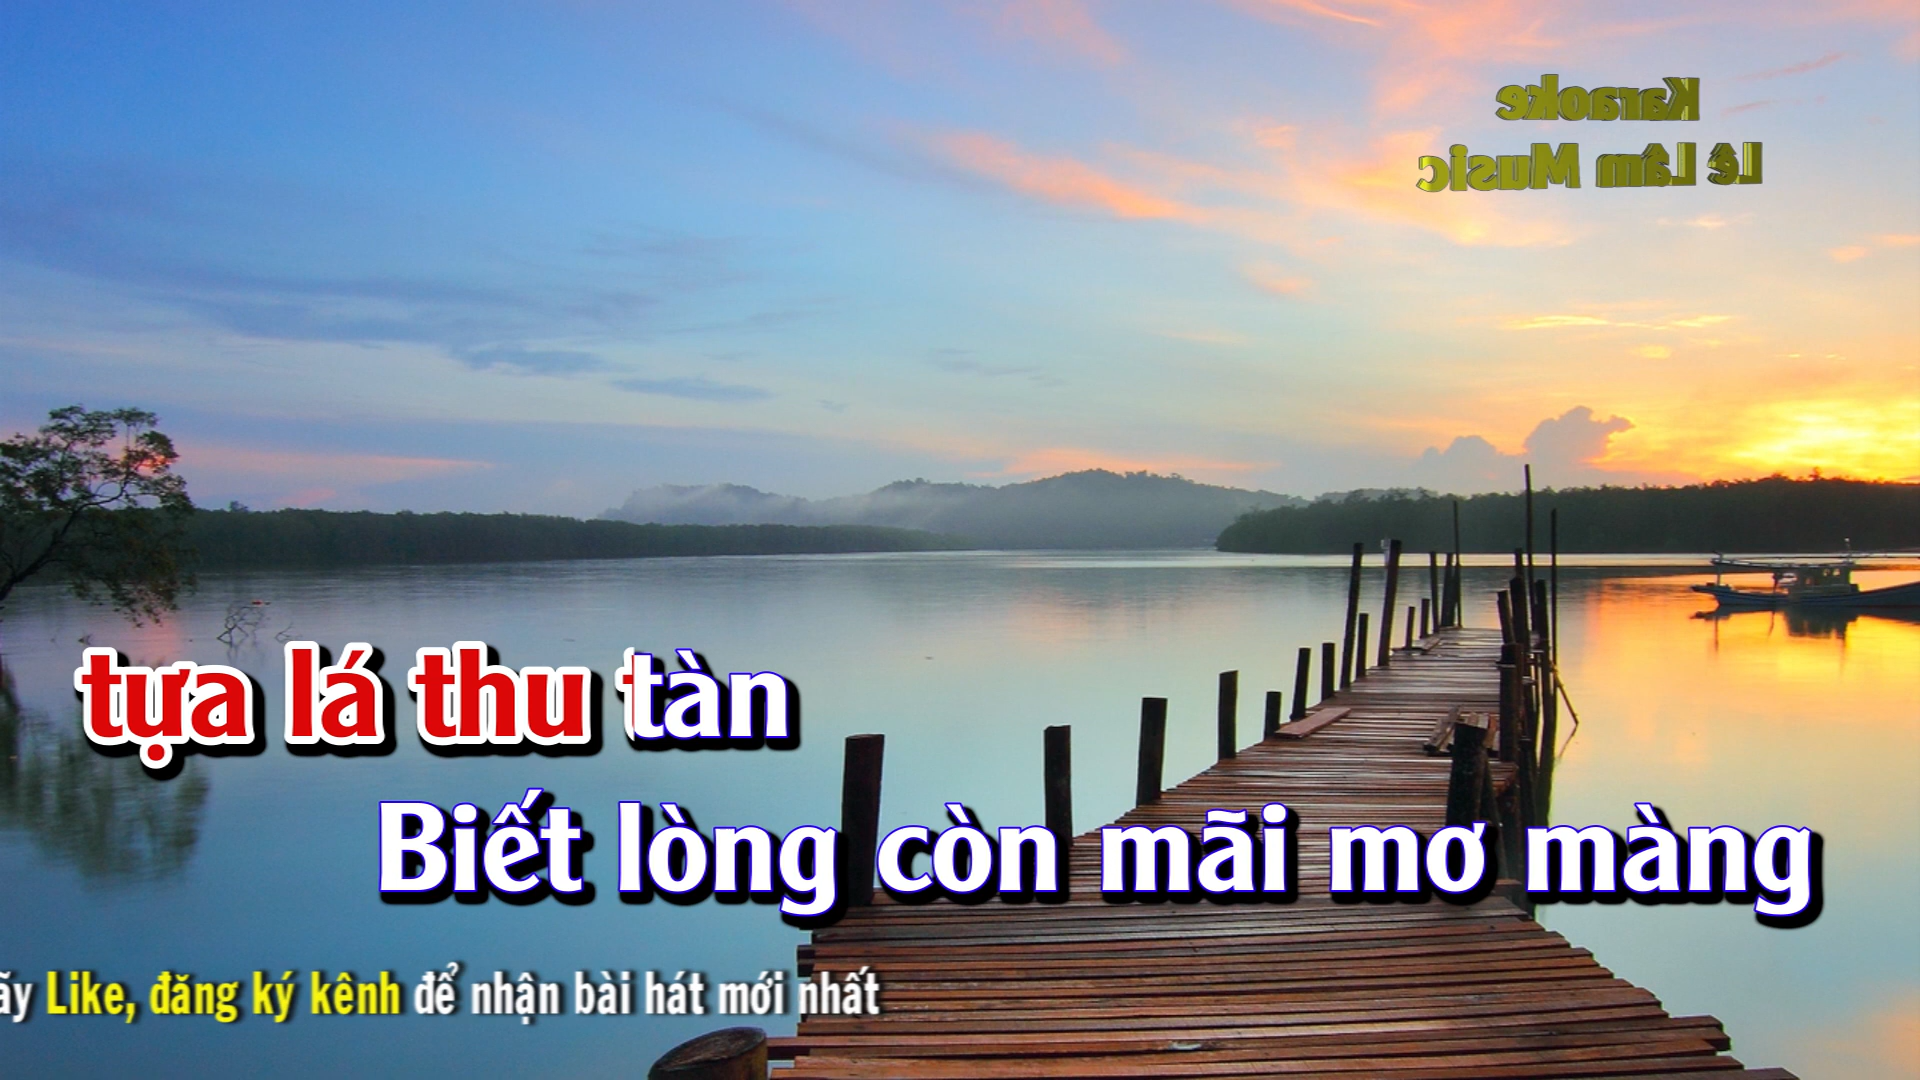 Karaoke
Lê Lâm Music
tựa lá thu tàn
Biết lòng còn mãi mơ màng
Like, đăng ký kênh để nhận bài hát mới nhất